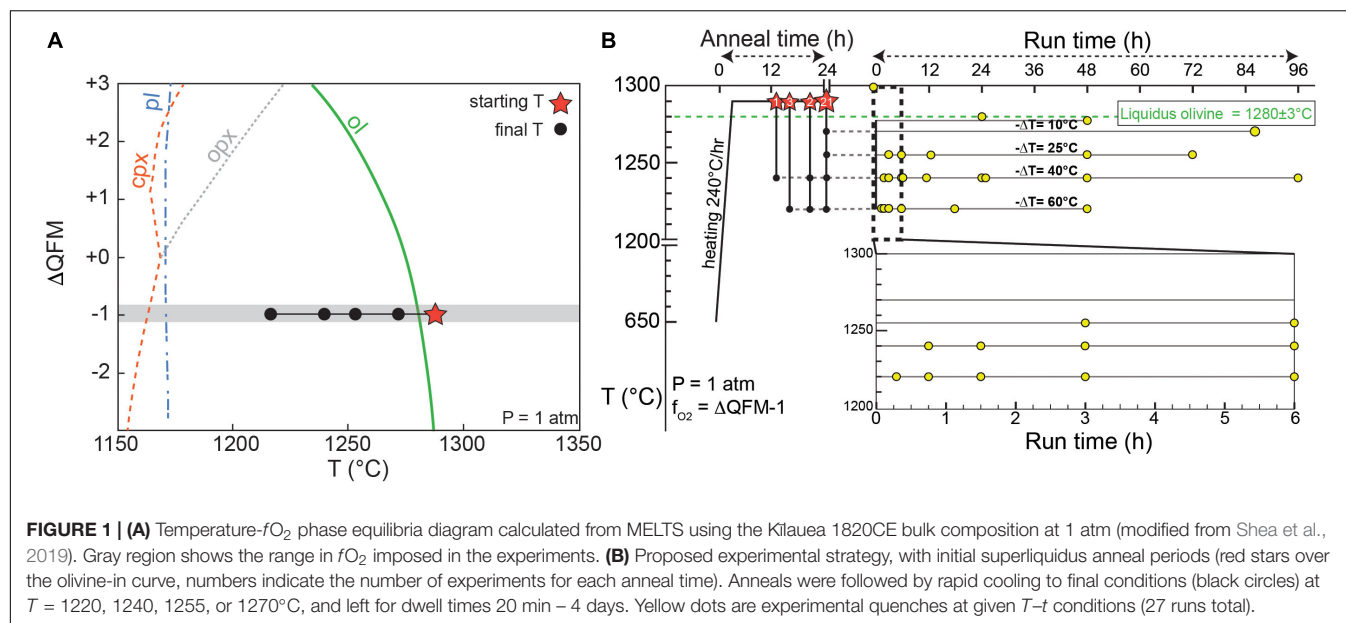 A
+3
+2
+1
+0
-1
-2
ΔQFM
cpx
pl
opx
ol
starting T
final T
P = 1 atm
1150 1200 1250 1300 1350
T (°C)
B
Anneal time (h)
0 12 24
Run time (h)
0 12 24 36 48 60 72 84 96
1300
1250
1200
650
T (°C)
heating 240°C/hr
Liquidus olivine = 1280±3°C
-ΔT= 10°C
-ΔT= 25°C
-ΔT= 40°C
-ΔT= 60°C
P = 1 atm
fO2 = ΔQFM-1
1300
1250
1200
0 1 2 3 4 5 6
Run time (h)
FIGURE 1 | (A) Temperature-fO2 phase equilibria diagram calculated from MELTS using the Kīlauea 1820CE bulk composition at 1 atm (modified from Shea et al.,
2019). Gray region shows the range in fO2 imposed in the experiments. (B) Proposed experimental strategy, with initial superliquidus anneal periods (red stars over
the olivine-in curve, numbers indicate the number of experiments for each anneal time). Anneals were followed by rapid cooling to final conditions (black circles) at
T = 1220, 1240, 1255, or 1270°C, and left for dwell times 20 min – 4 days. Yellow dots are experimental quenches at given T–t conditions (27 runs total).